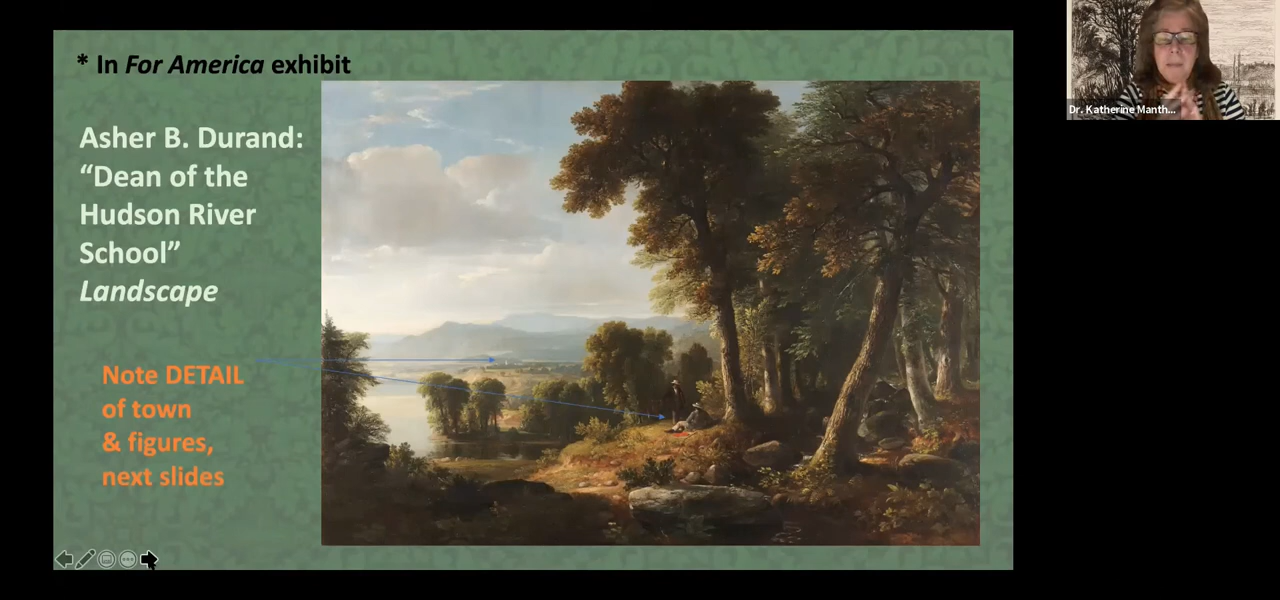 * In For America exhibit
Asher B. Durand:
“Dean of the
Hudson River
School”
Landscape
Note DETAIL
of town
& figures,
next slides
Dr. Katherine Manth...